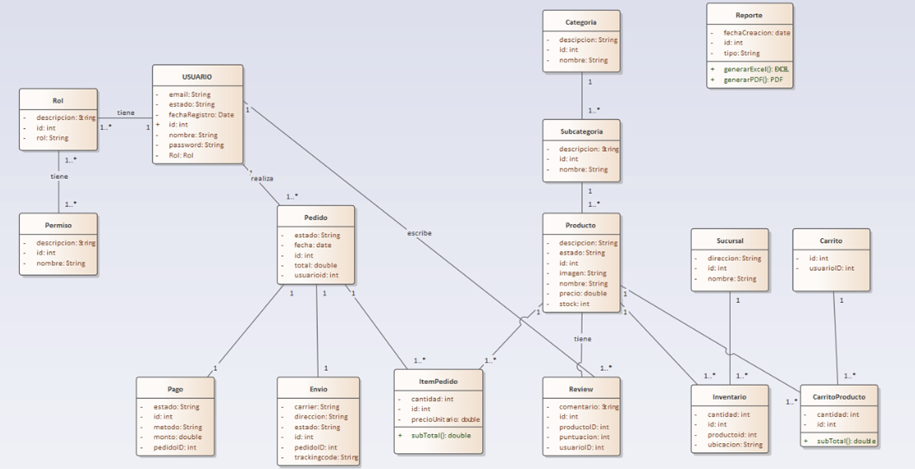 Categoria
- descipcion: String
- id: int
- nombre: String
Reporte
- fechaCreacion: date
- id: int
- tipo: String
+ generarExcel(): EXCEL
+ generarPDF(): PDF
USUARIO
- email: String
- estado: String
- fechaRegistro: Date
+ id: int
- nombre: String
- password: String
- Rol: Rol
Rol
- descripcion: String
- id: int
- rol: String
tiene
1..*
1
1..*
tiene
1..*
Permiso
- descripcion: String
- id: int
- nombre: String
1
1..*
Subcategoria
- descripcion: String
- id: int
- nombre: String
1
1..*
1
escribe
1..*
realiza
1..*
Pedido
- estado: String
- fecha: date
- id: int
- total: double
- usuarioid: int
Producto
- descipcion: String
- estado: String
- id: int
- imagen: String
- nombre: String
- precio: double
- stock: int
Sucursal
- direccion: String
- id: int
- nombre: String
Carrito
- id: int
- usuarioID: int
1
1
1
1
1
1..*
1..*
1
tiene
1
1
1
1..*
1..*
1
1..*
1..*
Pago
- estado: String
- id: int
- metodo: String
- monto: double
- pedidoID: int
Envio
- carrier: String
- direccion: String
- estado: String
- id: int
- pedidoID: int
- trackingcode: String
ItemPedido
- cantidad: int
- id: int
- precioUnitario: double
+ subTotal(): double
Review
- comentario: String
- id: int
- productoID: int
- puntuacion: int
- usuarioID: int
Inventario
- cantidad: int
- id: int
- productoid: int
- ubicacion: String
CarritoProducto
- cantidad: int
- id: int
+ subTotal(): double